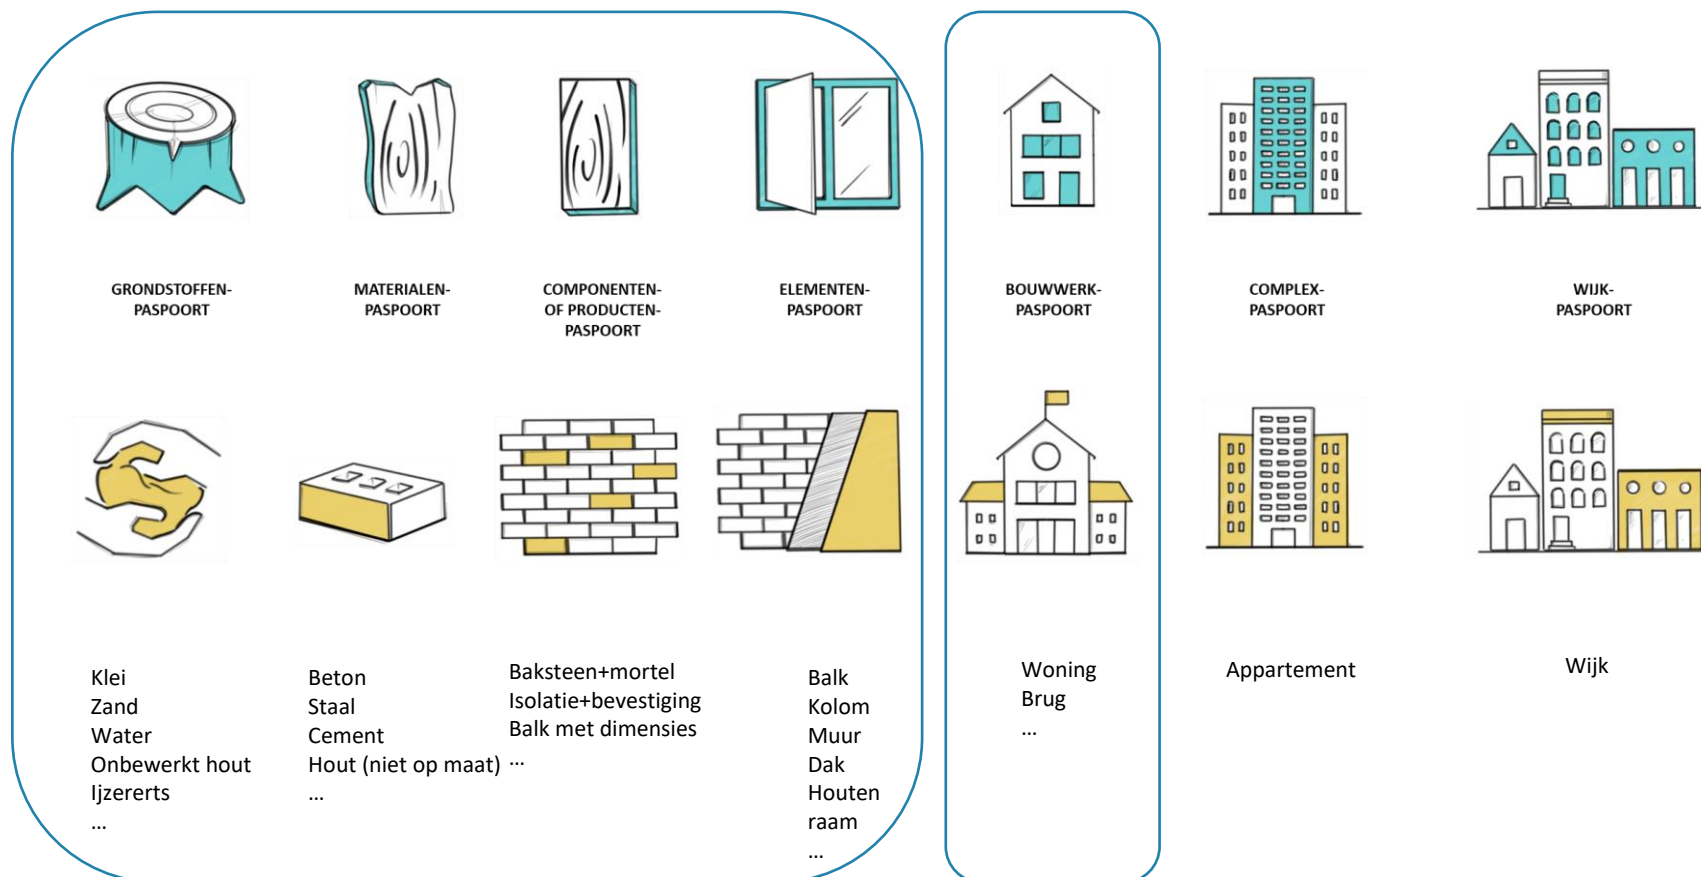 GRONDSTOFFEN-
PASPOORT
MATERIALEN-
PASPOORT
COMPONENTEN-
OF PRODUCTEN-
PASPOORT
ELEMENTEN-
PASPOORT
BOUWWERK-
PASPOORT
COMPLEX-
PASPOORT
WIJK-
PASPOORT
Klei
Zand
Water
Onbewerkt hout
Ijzererts
...
Beton
Staal
Cement
Hout (niet op maat)
...
Baksteen+mortel
Isolatie+bevestiging
Balk met dimensies
...
Balk
Kolom
Muur
Dak
Houten
raam
...
Woning
Brug
...
Appartement
Wijk